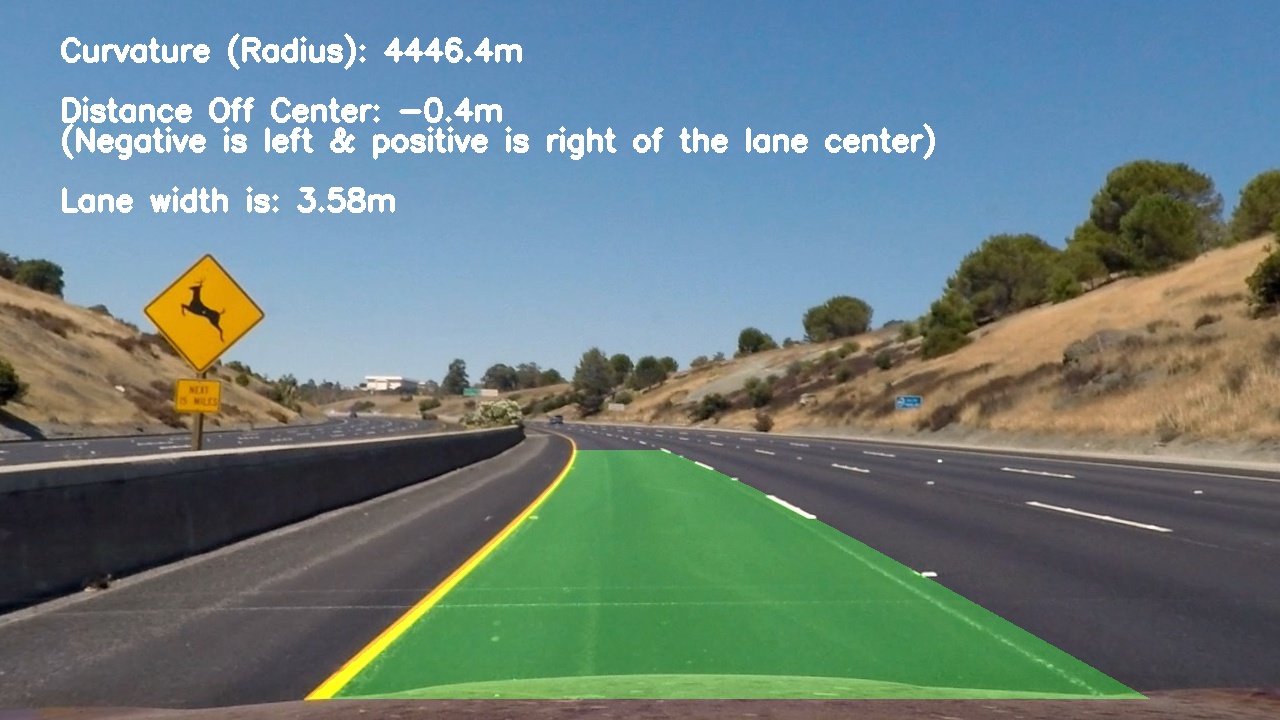 Curvature (Radius): 4446.4m
Distance Off Center: -0.4m
(Negative is left & positive is right of the lane center)
Lane width is: 3.58m
NEXT
15 MILES